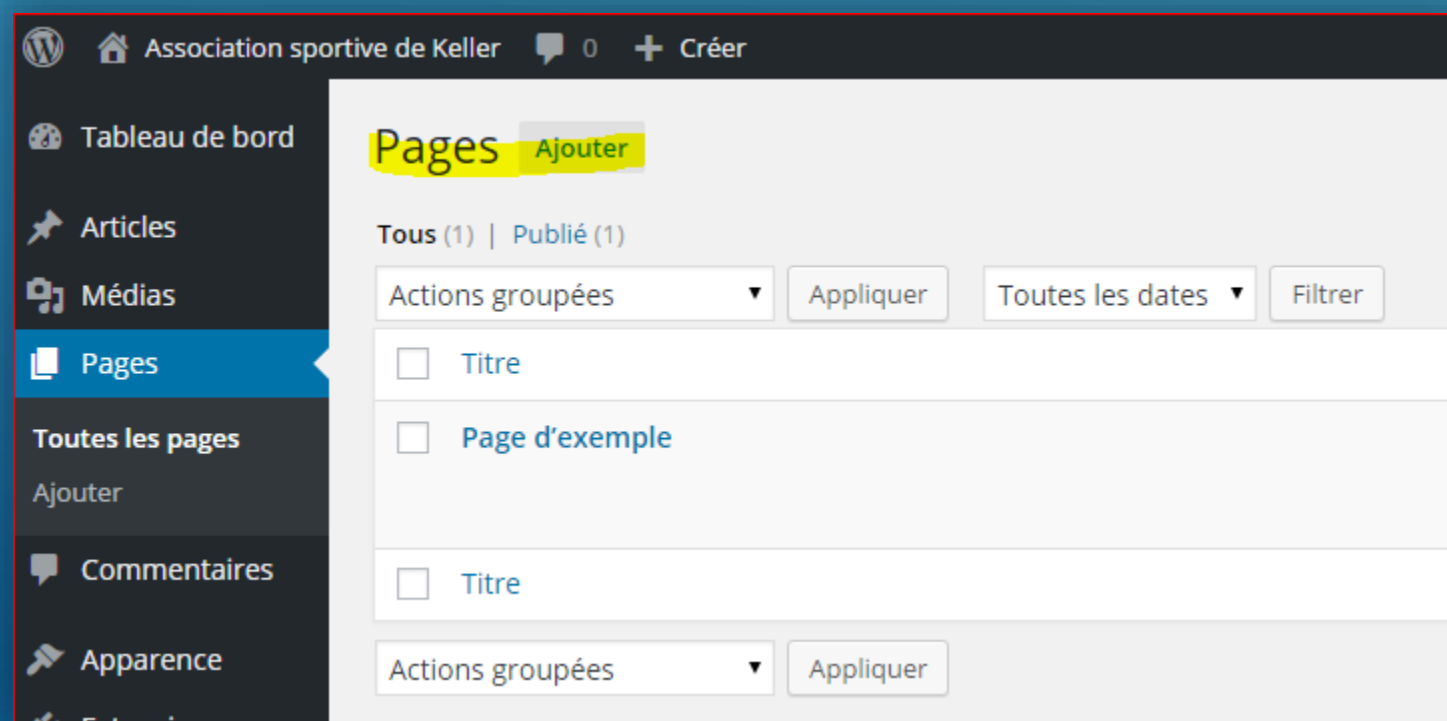 Association sportive de Keller 0 Créer
Tableau de bord
Articles
Médias
Pages
Toutes les pages
Ajouter
Commentaires
Apparence
Pages Ajouter
Tous (1) | Publié (1)
Actions groupées Appliquer Toutes les dates Filtrer
Titre
Page d’exemple
Titre
Actions groupées Appliquer